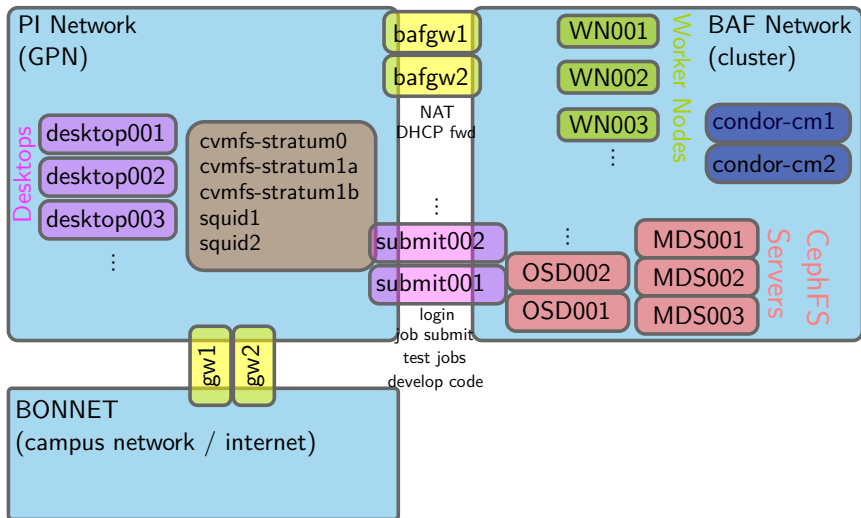 PI Network
(GPN)
bafgw1
bafgw2
NAT
DHCP fwd
WN001
WN002
WN003
⋮
Worker Nodes
BAF Network
(cluster)
condor-cm1
condor-cm2
Desktops
desktop001
desktop002
desktop003
⋮
cvmfs-stratum0
cvmfs-stratum1a
cvmfs-stratum1b
squid1
squid2
⋮
submit002
submit001
login
job submit
test jobs
develop code
⋮
OSD002
OSD001
MDS001
MDS002
MDS003
CephFS
Servers
gw1
gw2
BONNET
(campus network / internet)